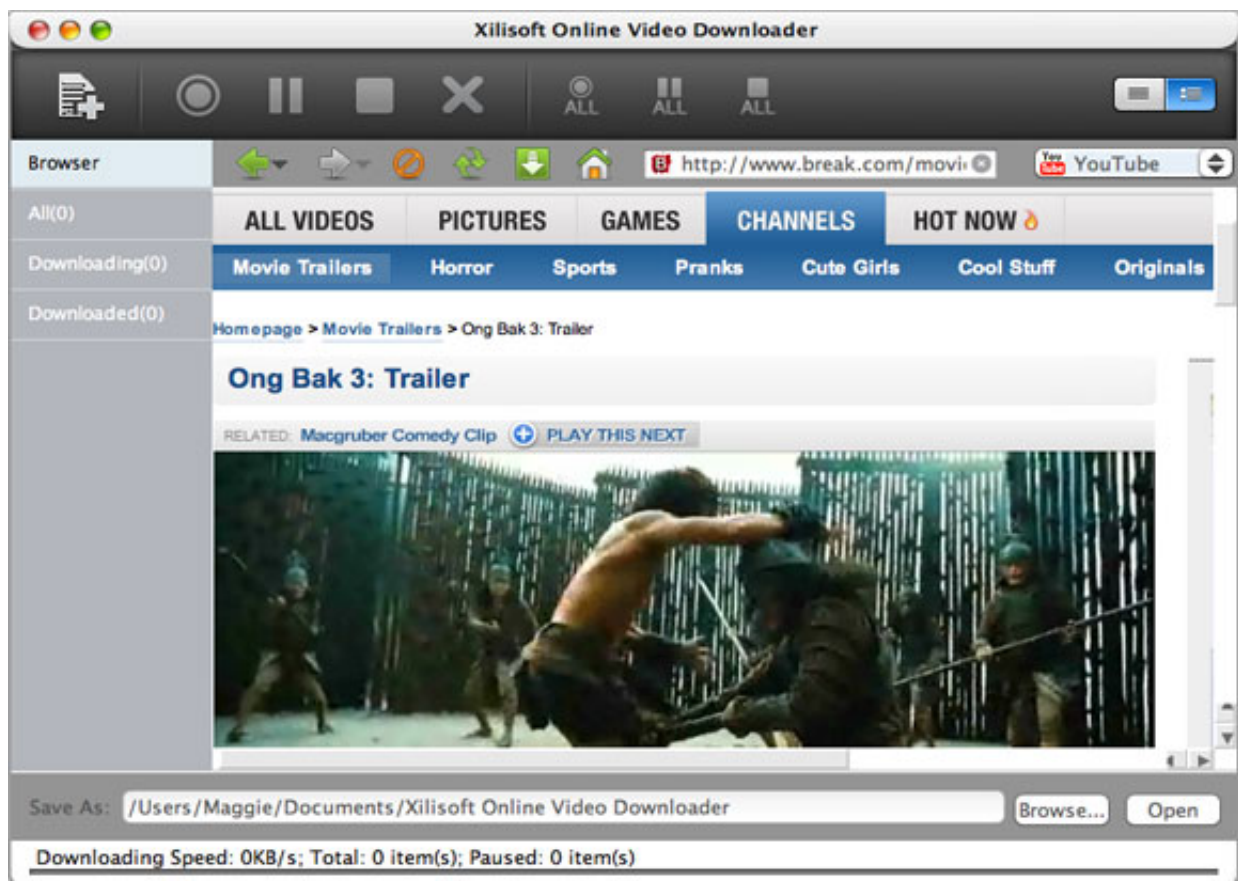 Xilisoft Online Video Downloader
ALL ALL ALL
Browser
http://www.break.com/movi
You Tube YouTube
All(0)
Downloading(0)
Downloaded(0)
ALL VIDEOS PICTURES GAMES CHANNELS HOT NOW
Movie Trailers Horror Sports Pranks Cute Girls Cool Stuff Originals
Homepage > Movie Trailers > Ong Bak 3: Trailer
Ong Bak 3: Trailer
RELATED: Macgruber Comedy Clip PLAY THIS NEXT
Save As: /Users/Maggie/Documents/Xilisoft Online Video Downloader Browse... Open
Downloading Speed: 0KB/s; Total: 0 item(s); Paused: 0 item(s)